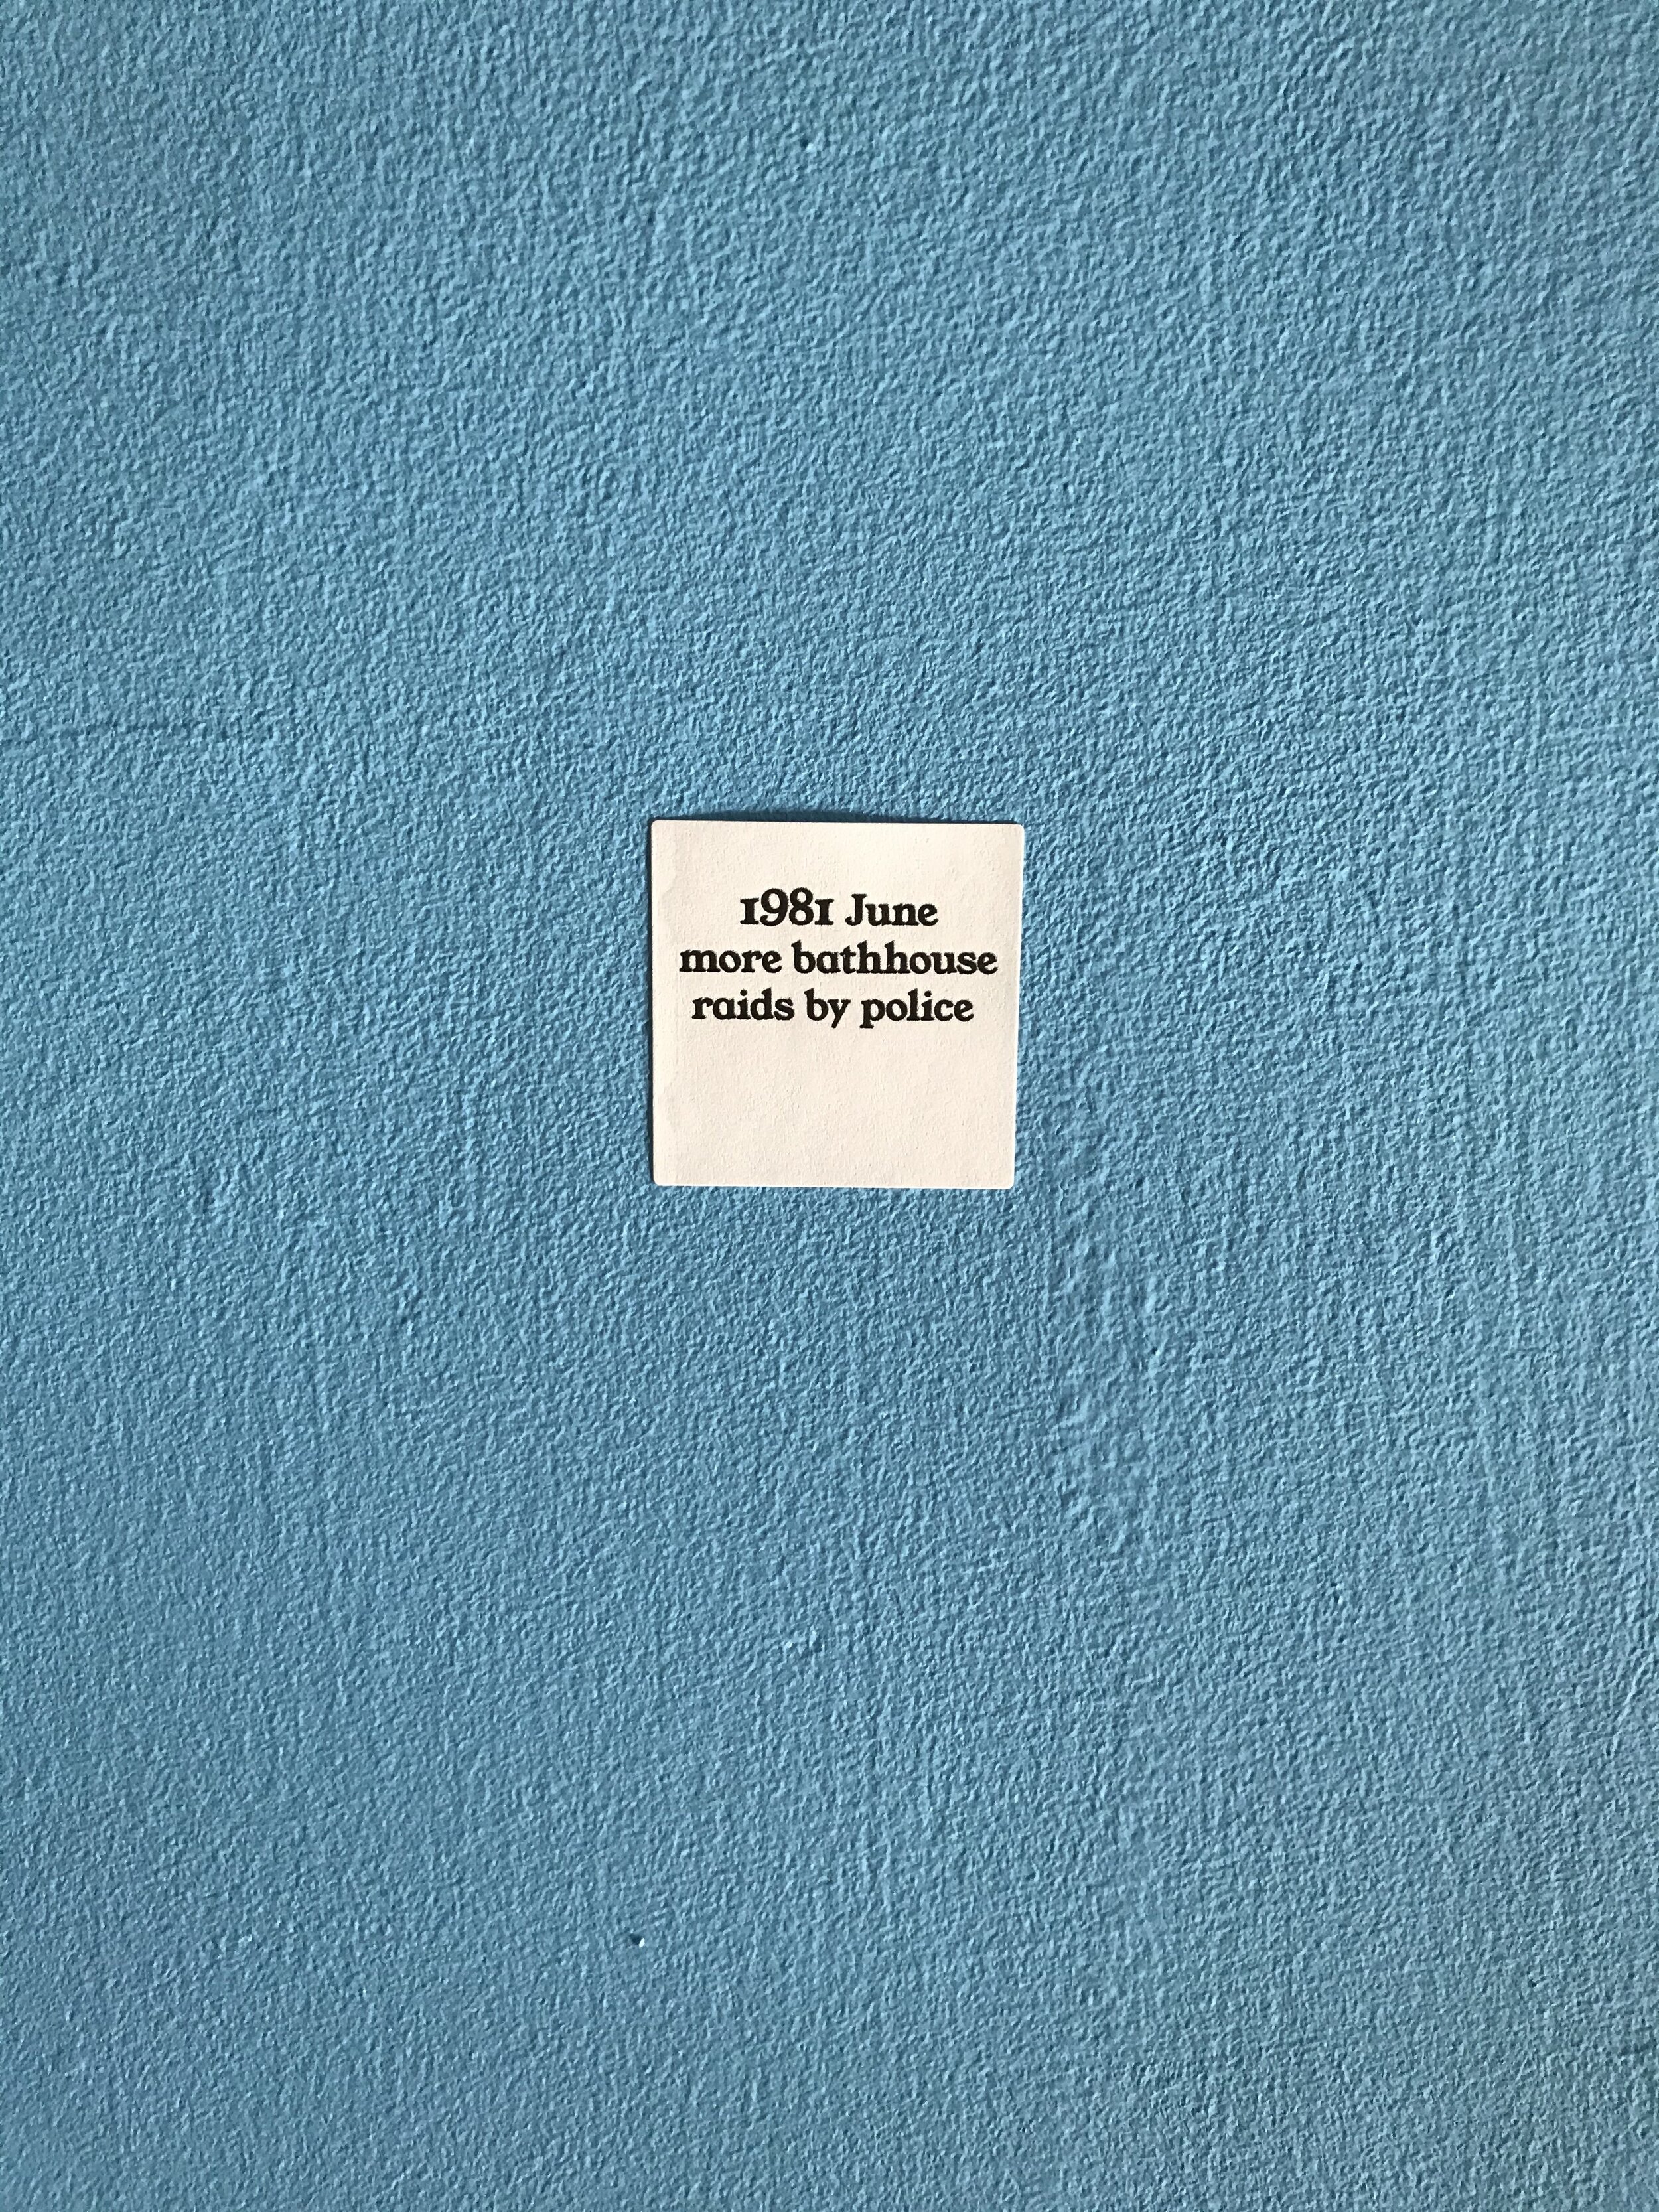 1981 June
more bathhouse
raids by police